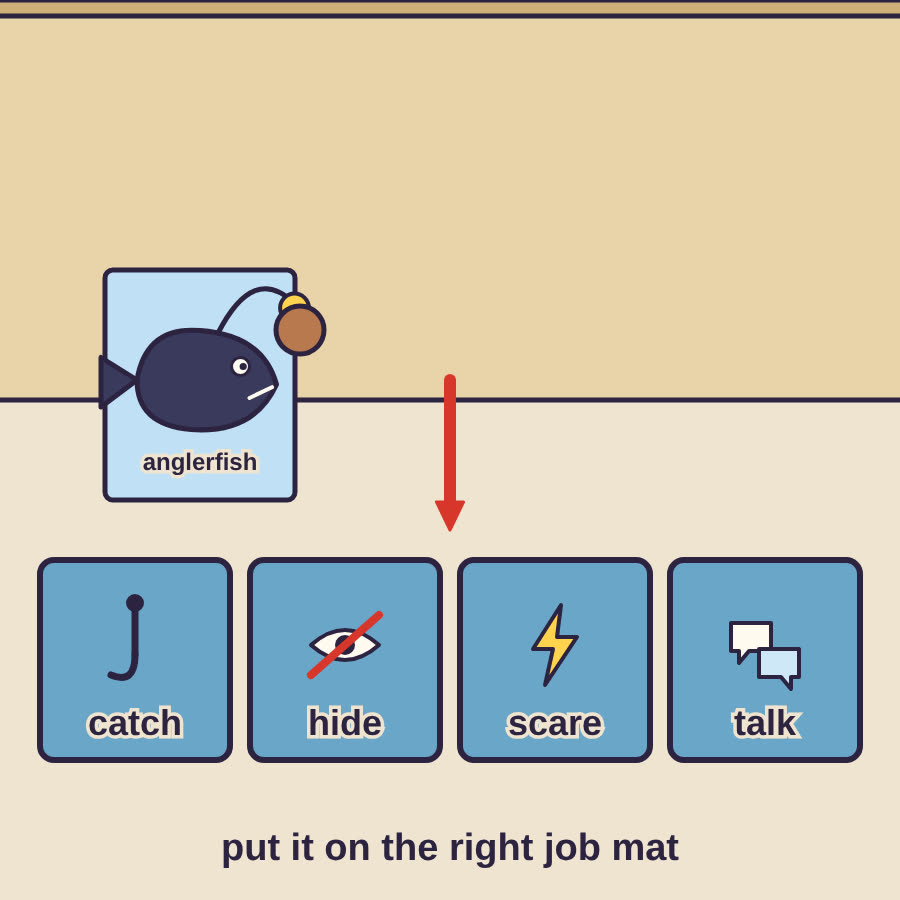 anglerfish
catch
hide
scare
talk
put it on the right job mat